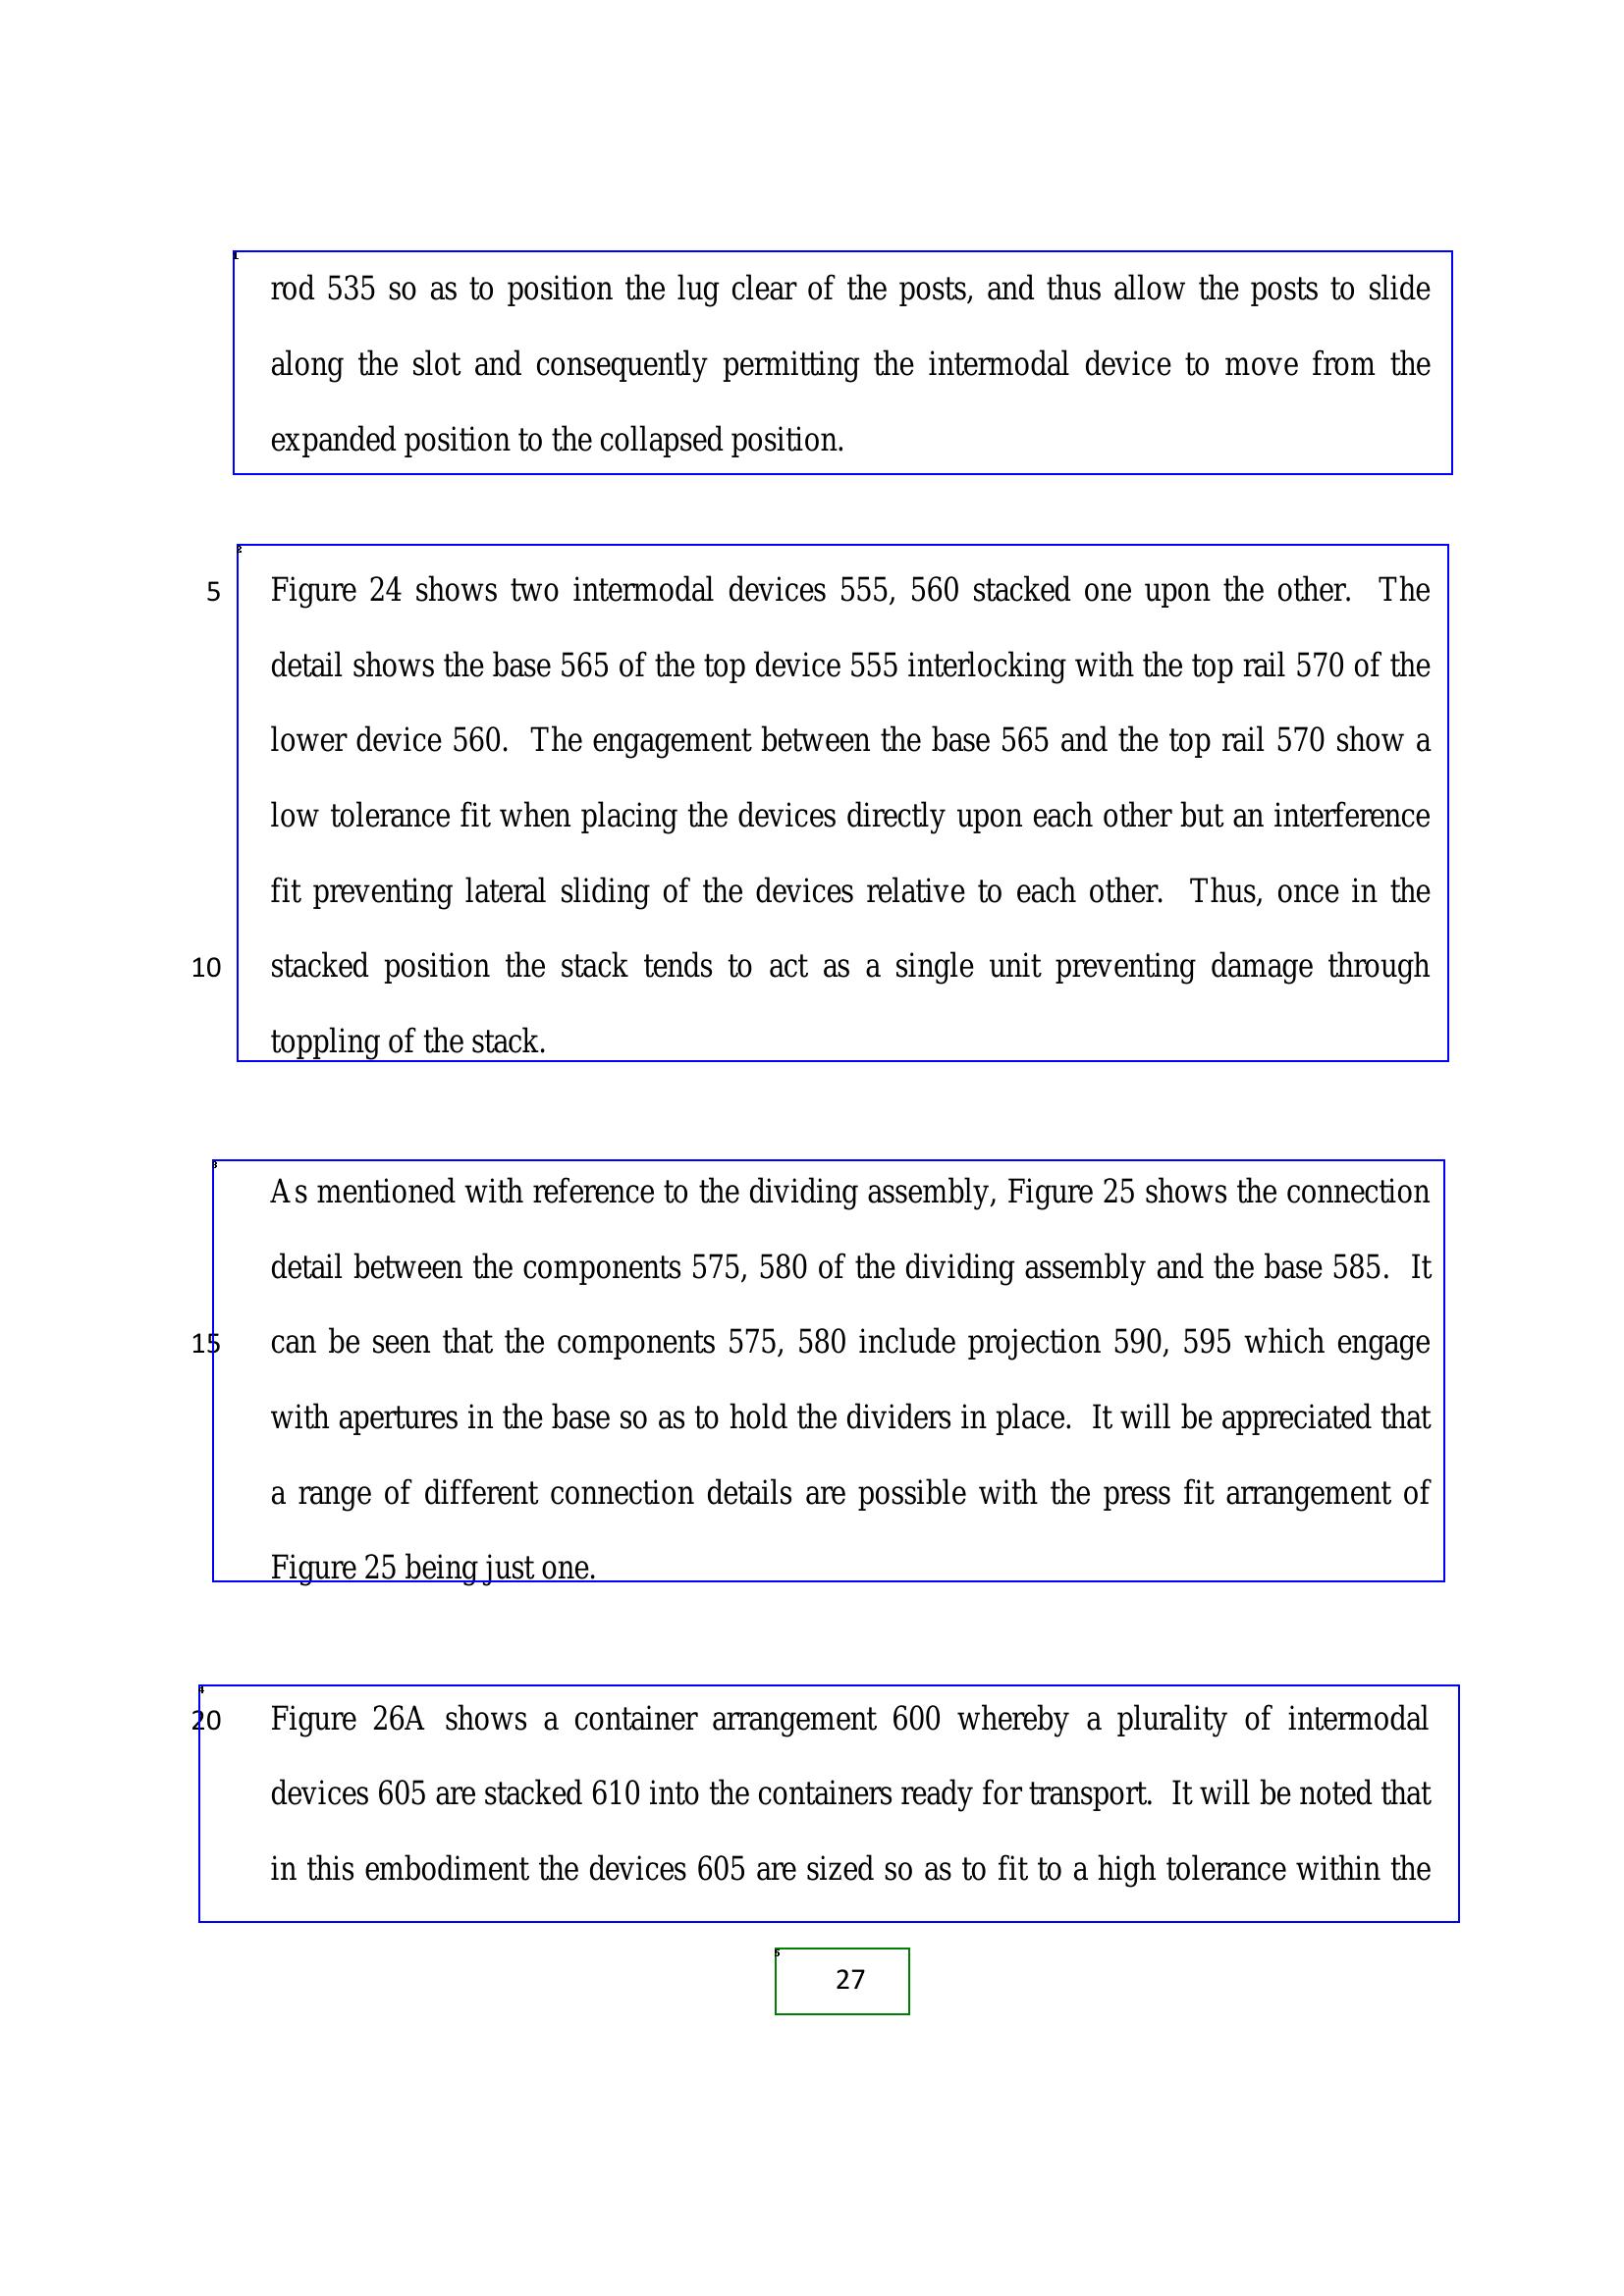 1
rod 535 so as to position the lug clear of the posts, and thus allow the posts to slide
along the slot and consequently permitting the intermodal device to move from the
expanded position to the collapsed position.
2
5 Figure 24 shows two intermodal devices 555, 560 stacked one upon the other. The
detail shows the base 565 of the top device 555 interlocking with the top rail 570 of the
lower device 560. The engagement between the base 565 and the top rail 570 show a
low tolerance fit when placing the devices directly upon each other but an interference
fit preventing lateral sliding of the devices relative to each other. Thus, once in the
10 stacked position the stack tends to act as a single unit preventing damage through
toppling of the stack.
3
As mentioned with reference to the dividing assembly, Figure 25 shows the connection
detail between the components 575, 580 of the dividing assembly and the base 585. It
15 can be seen that the components 575, 580 include projection 590, 595 which engage
with apertures in the base so as to hold the dividers in place. It will be appreciated that
a range of different connection details are possible with the press fit arrangement of
Figure 25 being just one.
4
20 Figure 26A shows a container arrangement 600 whereby a plurality of intermodal
devices 605 are stacked 610 into the containers ready for transport. It will be noted that
in this embodiment the devices 605 are sized so as to fit to a high tolerance within the
5
27